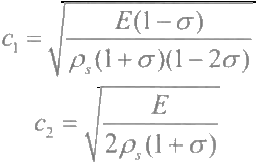 c₁ = √(E(1−σ) / (ρₛ(1+σ)(1−2σ)))
c₂ = √(E / (2ρₛ(1+σ)))